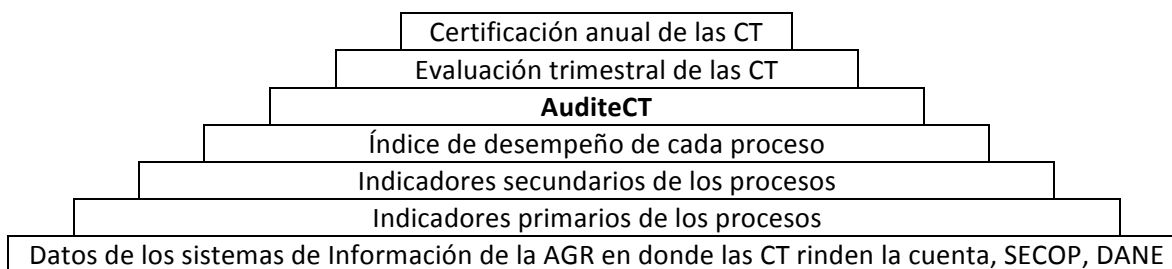 Certificación anual de las CT
Evaluación trimestral de las CT
AuditeCT
Índice de desempeño de cada proceso
Indicadores secundarios de los procesos
Indicadores primarios de los procesos
Datos de los sistemas de Información de la AGR en donde las CT rinden la cuenta, SECOP, DANE